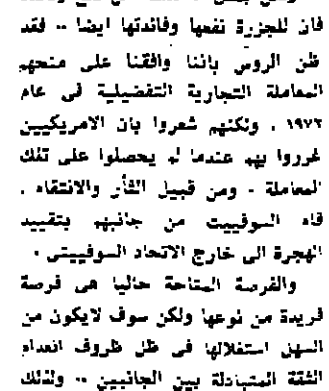 فان للجزرة نفعها وفائدتها ايضا .. فقد
ظن الروس باننا وافقنا على منحهم
المعاملة التجارية التفضيلية فى عام
١٩٧٢ . ولكنهم شعروا بان الامريكيين
غرروا بهم عندما لم يحصلوا على تلك
المعاملة - ومن قبيل الثأر والانتقام .
قام السوفييت من جانبهم بتقييد
الهجرة الى خارج الاتحاد السوفييتى .
والفرصة المتاحة حاليا هى فرصة
فريدة من نوعها ولكن سوف لايكون من
السهل استغلالها فى ظل ظروف انعدام
الثقة المتبادلة بين الجانبين .. ولذلك